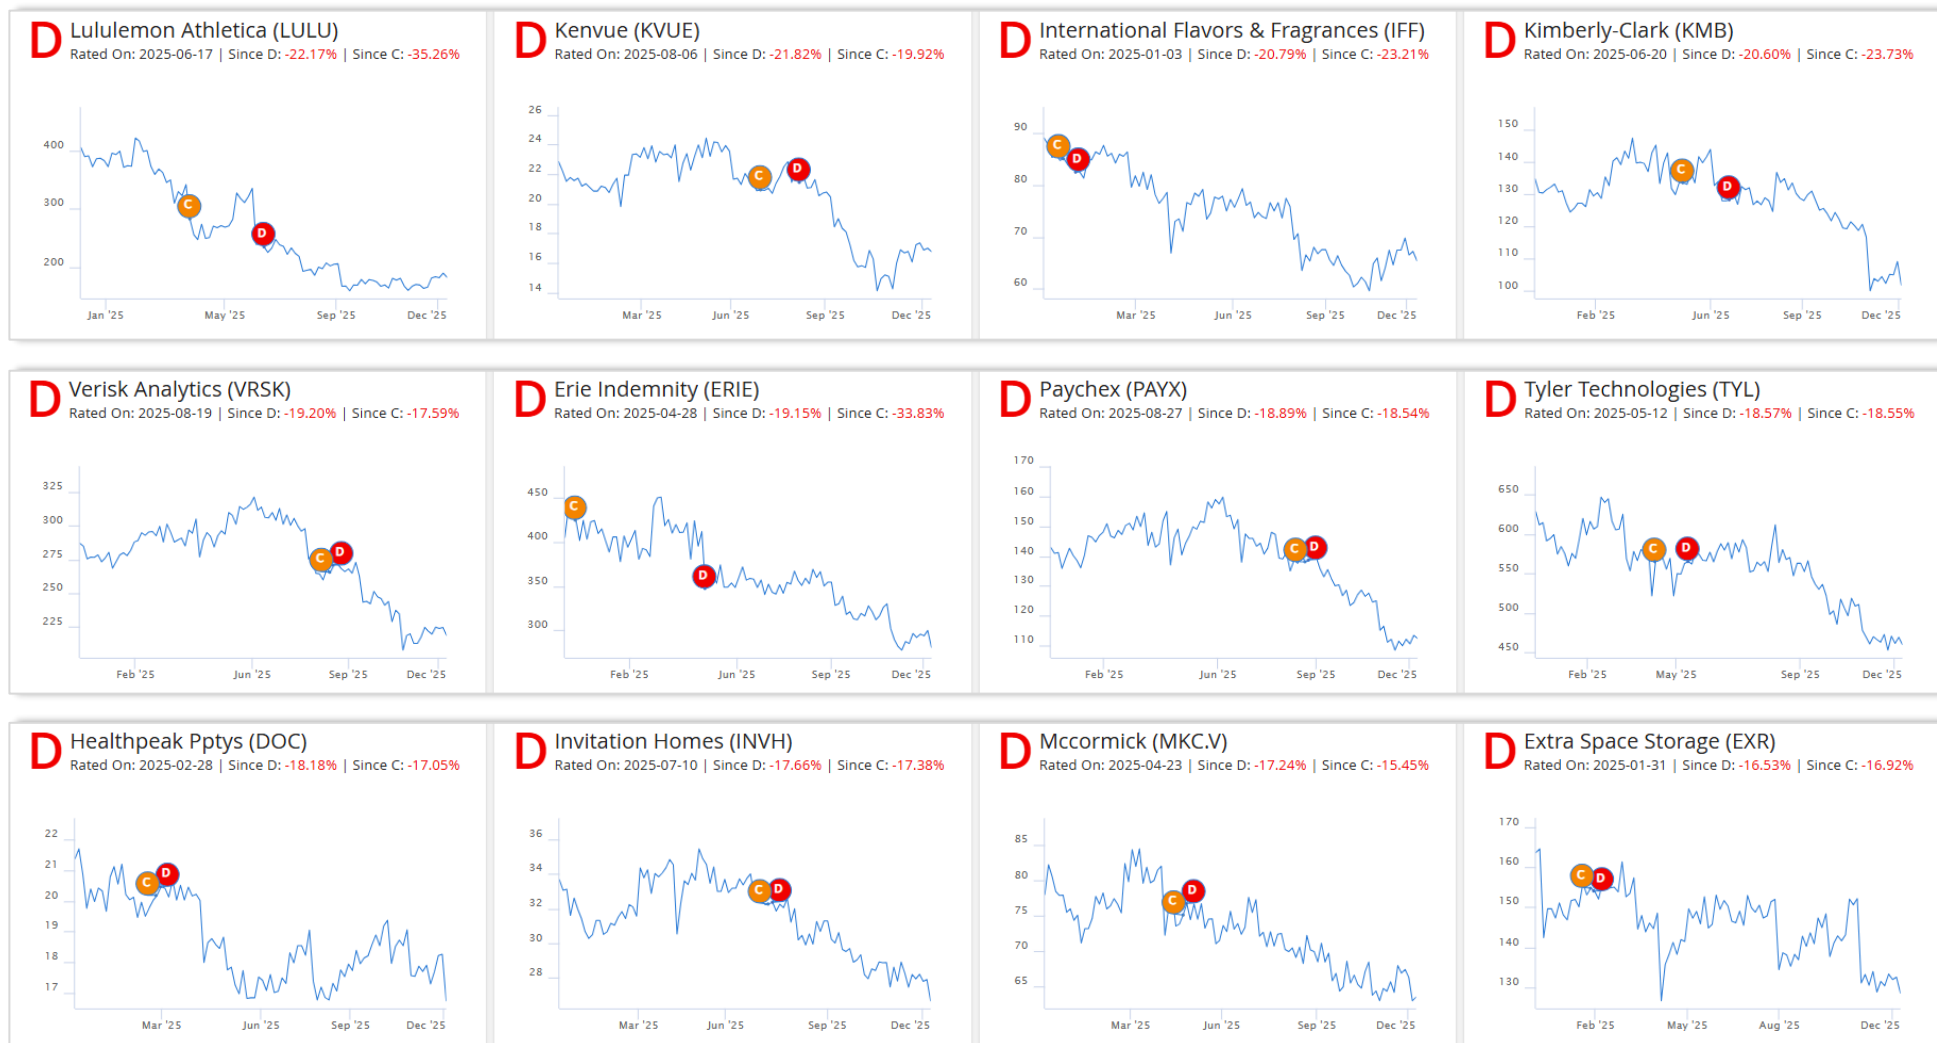 D Lululemon Athletica (LULU)
Rated On: 2025-06-17 | Since D: -22.17% | Since C: -35.26%
400
300
200
C
D
Jan '25 May '25 Sep '25 Dec '25
D Kenvue (KVUE)
Rated On: 2025-08-06 | Since D: -21.82% | Since C: -19.92%
26
24
22
20
18
16
14
C
D
Mar '25 Jun '25 Sep '25 Dec '25
D International Flavors & Fragrances (IFF)
Rated On: 2025-01-03 | Since D: -20.79% | Since C: -23.21%
90
80
70
60
C
D
Mar '25 Jun '25 Sep '25 Dec '25
D Kimberly-Clark (KMB)
Rated On: 2025-06-20 | Since D: -20.60% | Since C: -23.73%
150
140
130
120
110
100
C
D
Feb '25 Jun '25 Sep '25 Dec '25
D Verisk Analytics (VRSK)
Rated On: 2025-08-19 | Since D: -19.20% | Since C: -17.59%
325
300
275
250
225
C
D
Feb '25 Jun '25 Sep '25 Dec '25
D Erie Indemnity (ERIE)
Rated On: 2025-04-28 | Since D: -19.15% | Since C: -33.83%
450
400
350
300
C
D
Feb '25 Jun '25 Sep '25 Dec '25
D Paychex (PAYX)
Rated On: 2025-08-27 | Since D: -18.89% | Since C: -18.54%
170
160
150
140
130
120
110
C
D
Feb '25 Jun '25 Sep '25 Dec '25
D Tyler Technologies (TYL)
Rated On: 2025-05-12 | Since D: -18.57% | Since C: -18.55%
650
600
550
500
450
C
D
Feb '25 May '25 Sep '25 Dec '25
D Healthpeak Pptys (DOC)
Rated On: 2025-02-28 | Since D: -18.18% | Since C: -17.05%
22
21
20
19
18
17
C
D
Mar '25 Jun '25 Sep '25 Dec '25
D Invitation Homes (INVH)
Rated On: 2025-07-10 | Since D: -17.66% | Since C: -17.38%
36
34
32
30
28
C
D
Mar '25 Jun '25 Sep '25 Dec '25
D Mccormick (MKC.V)
Rated On: 2025-04-23 | Since D: -17.24% | Since C: -15.45%
85
80
75
70
65
C
D
Mar '25 Jun '25 Sep '25 Dec '25
D Extra Space Storage (EXR)
Rated On: 2025-01-31 | Since D: -16.53% | Since C: -16.92%
170
160
150
140
130
C
D
Feb '25 May '25 Aug '25 Dec '25